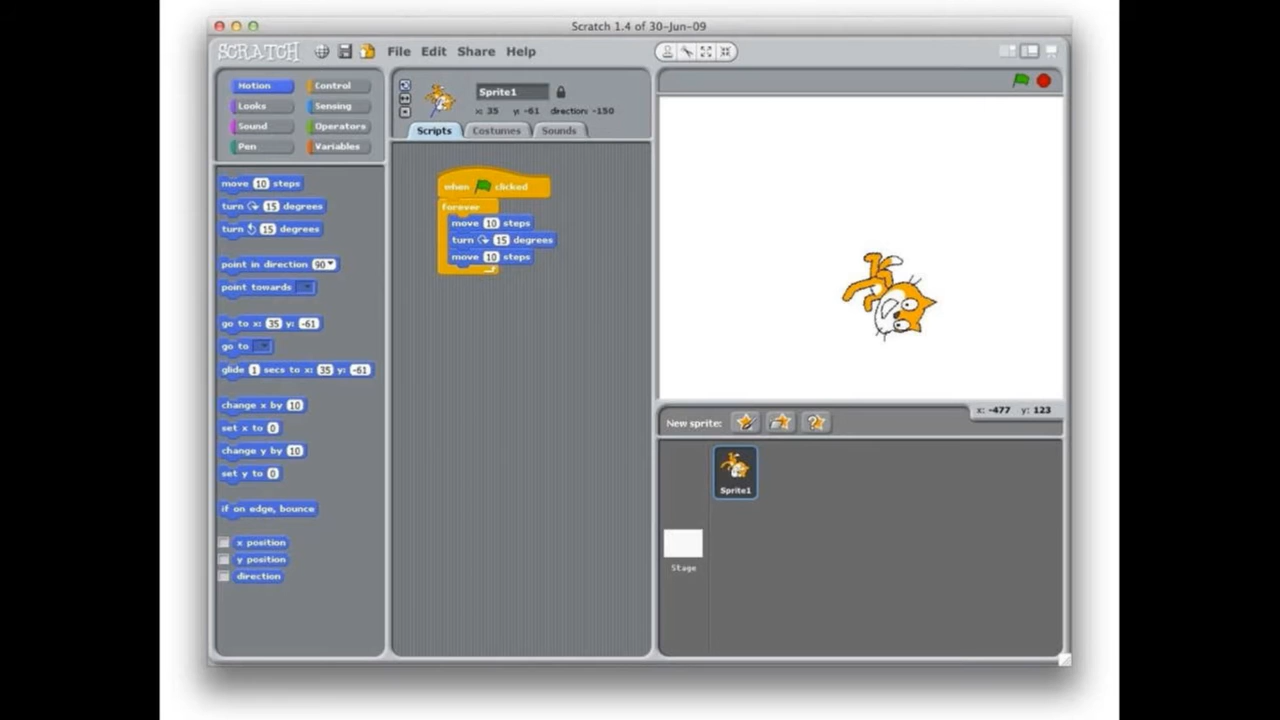 Scratch 1.4 of 30-Jun-09
SCRATCH File Edit Share Help
Motion Control
Looks Sensing
Sound Operators
Pen Variables
move 10 steps
turn 15 degrees
turn 15 degrees
point in direction 90
point towards
go to x: 35 y: -61
go to
glide 1 secs to x: 35 y: -61
change x by 10
set x to 0
change y by 10
set y to 0
if on edge, bounce
x position
y position
direction
Sprite1
x: 35 y: -61 direction: -150
Scripts Costumes Sounds
when clicked
forever
move 10 steps
turn 15 degrees
move 10 steps
x: -477 y: 123
New sprite:
Sprite1
Stage